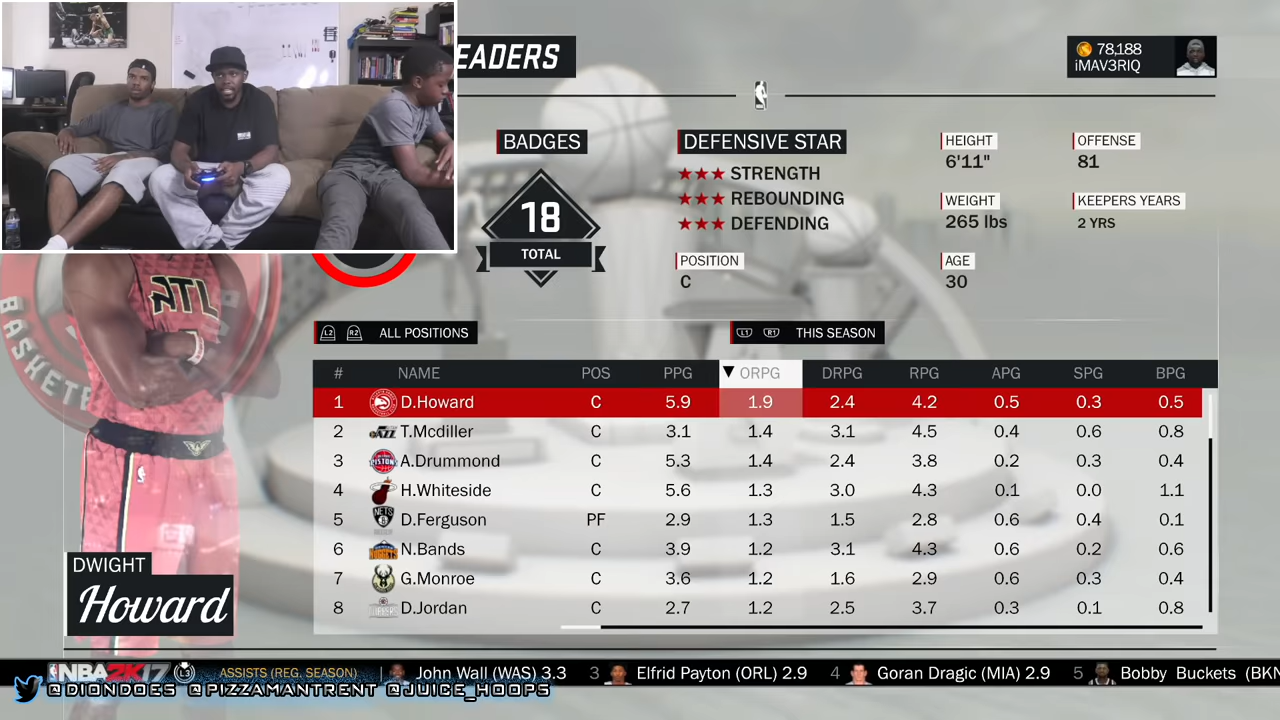 EADERS
78,188
iMAV3RIQ
BADGES
18
TOTAL
DEFENSIVE STAR
★★★ STRENGTH
★★★ REBOUNDING
★★★ DEFENDING
POSITION
C
HEIGHT
6'11"
WEIGHT
265 lbs
AGE
30
OFFENSE
81
KEEPERS YEARS
2 YRS
ATL
L2 R2 ALL POSITIONS
L1 R1 THIS SEASON
# NAME POS PPG ▼ ORPG DRPG RPG APG SPG BPG
1 D.Howard C 5.9 1.9 2.4 4.2 0.5 0.3 0.5
2 T.Mcdiller C 3.1 1.4 3.1 4.5 0.4 0.6 0.8
3 A.Drummond C 5.3 1.4 2.4 3.8 0.2 0.3 0.4
4 H.Whiteside C 5.6 1.3 3.0 4.3 0.1 0.0 1.1
5 D.Ferguson PF 2.9 1.3 1.5 2.8 0.6 0.4 0.1
6 N.Bands C 3.9 1.2 3.1 4.3 0.6 0.2 0.6
7 G.Monroe C 3.6 1.2 1.6 2.9 0.6 0.3 0.4
8 D.Jordan C 2.7 1.2 2.5 3.7 0.3 0.1 0.8
DWIGHT
Howard
NBA2K17 L3 ASSISTS (REG. SEASON) John Wall (WAS) 3.3 3 Elfrid Payton (ORL) 2.9 4 Goran Dragic (MIA) 2.9 5 Bobby Buckets (BKN
@DIONDOES @PIZZAMANTRENT @JUICE_HOOPS